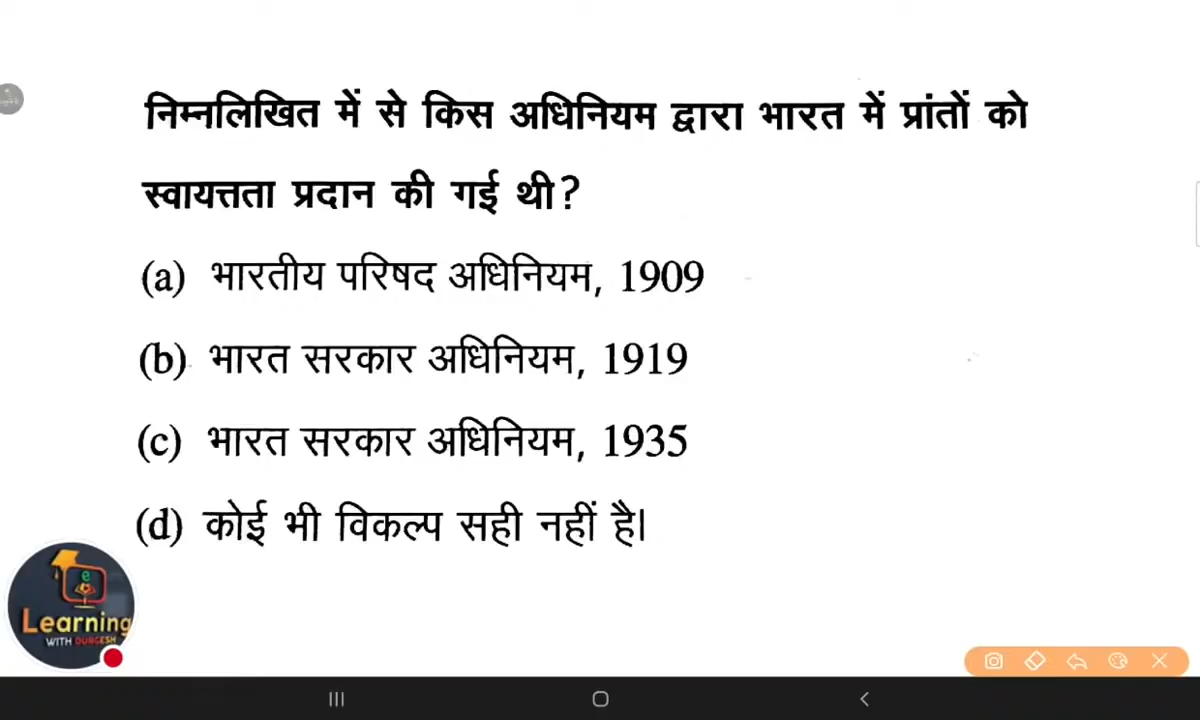 निम्नलिखित में से किस अधिनियम द्वारा भारत में प्रांतों को
स्वायत्तता प्रदान की गई थी?
(a) भारतीय परिषद अधिनियम, 1909
(b) भारत सरकार अधिनियम, 1919
(c) भारत सरकार अधिनियम, 1935
(d) कोई भी विकल्प सही नहीं है।
e
Learning
WITH DURGESH